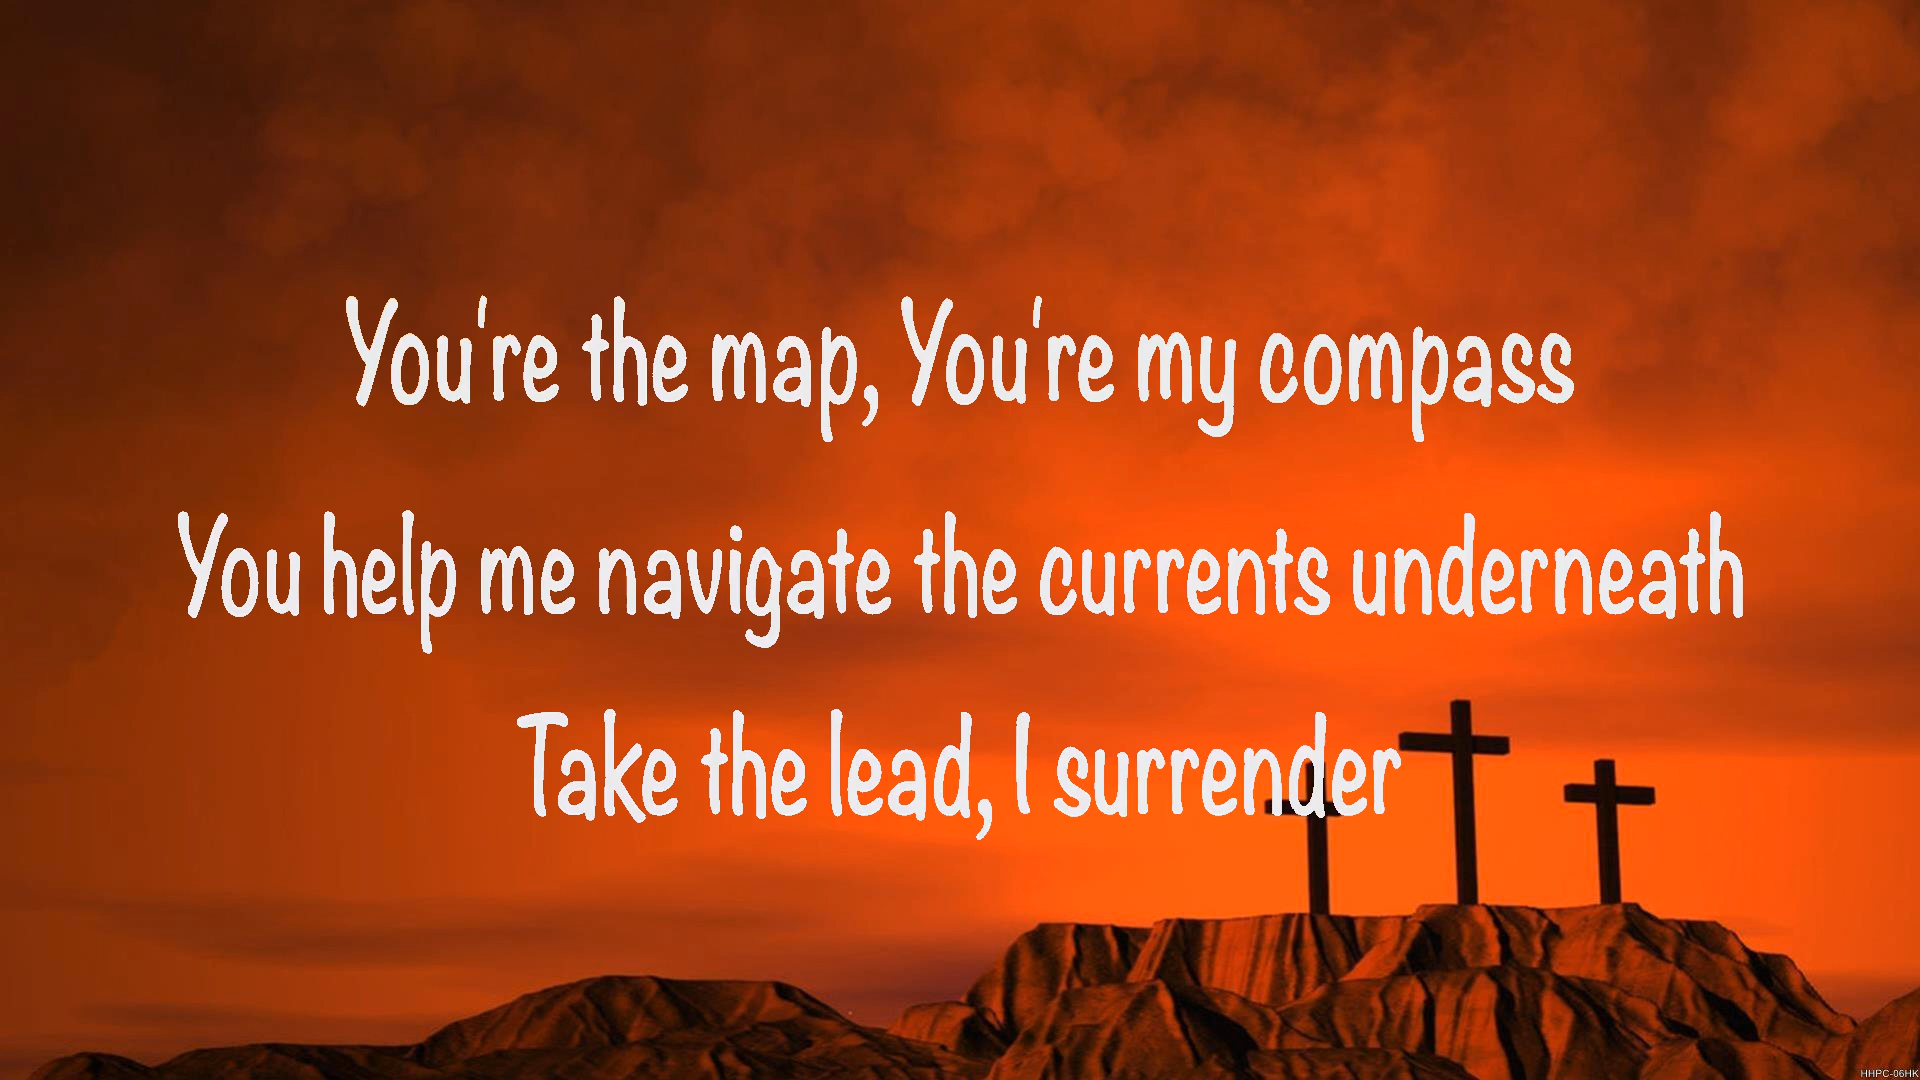 You're the map, You're my compass
You help me navigate the currents underneath
Take the lead, I surrender
HHPC-06HK